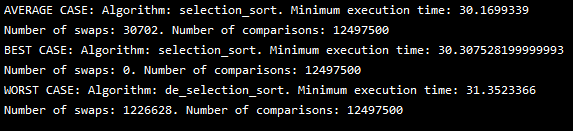 AVERAGE CASE: Algorithm: selection_sort. Minimum execution time: 30.1699339
Number of swaps: 30702. Number of comparisons: 12497500
BEST CASE: Algorithm: selection_sort. Minimum execution time: 30.307528199999993
Number of swaps: 0. Number of comparisons: 12497500
WORST CASE: Algorithm: de_selection_sort. Minimum execution time: 31.3523366
Number of swaps: 1226628. Number of comparisons: 12497500